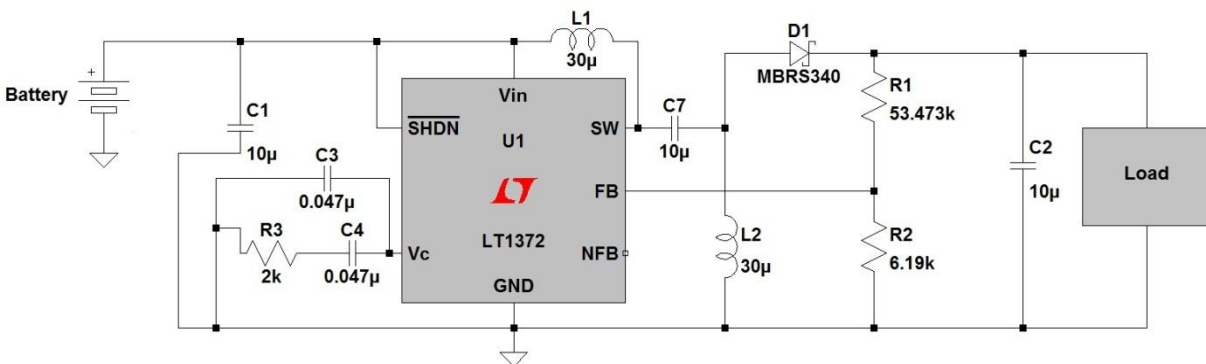 L1
30µ
D1
MBRS340
+
Battery
C1
10µ
Vin
SHDN
U1
SW
C7
10µ
R1
53.473k
C2
10µ
Load
C3
0.047µ
FB
R3
2k
C4
0.047µ
Vc
LT1372
NFB
GND
L2
30µ
R2
6.19k